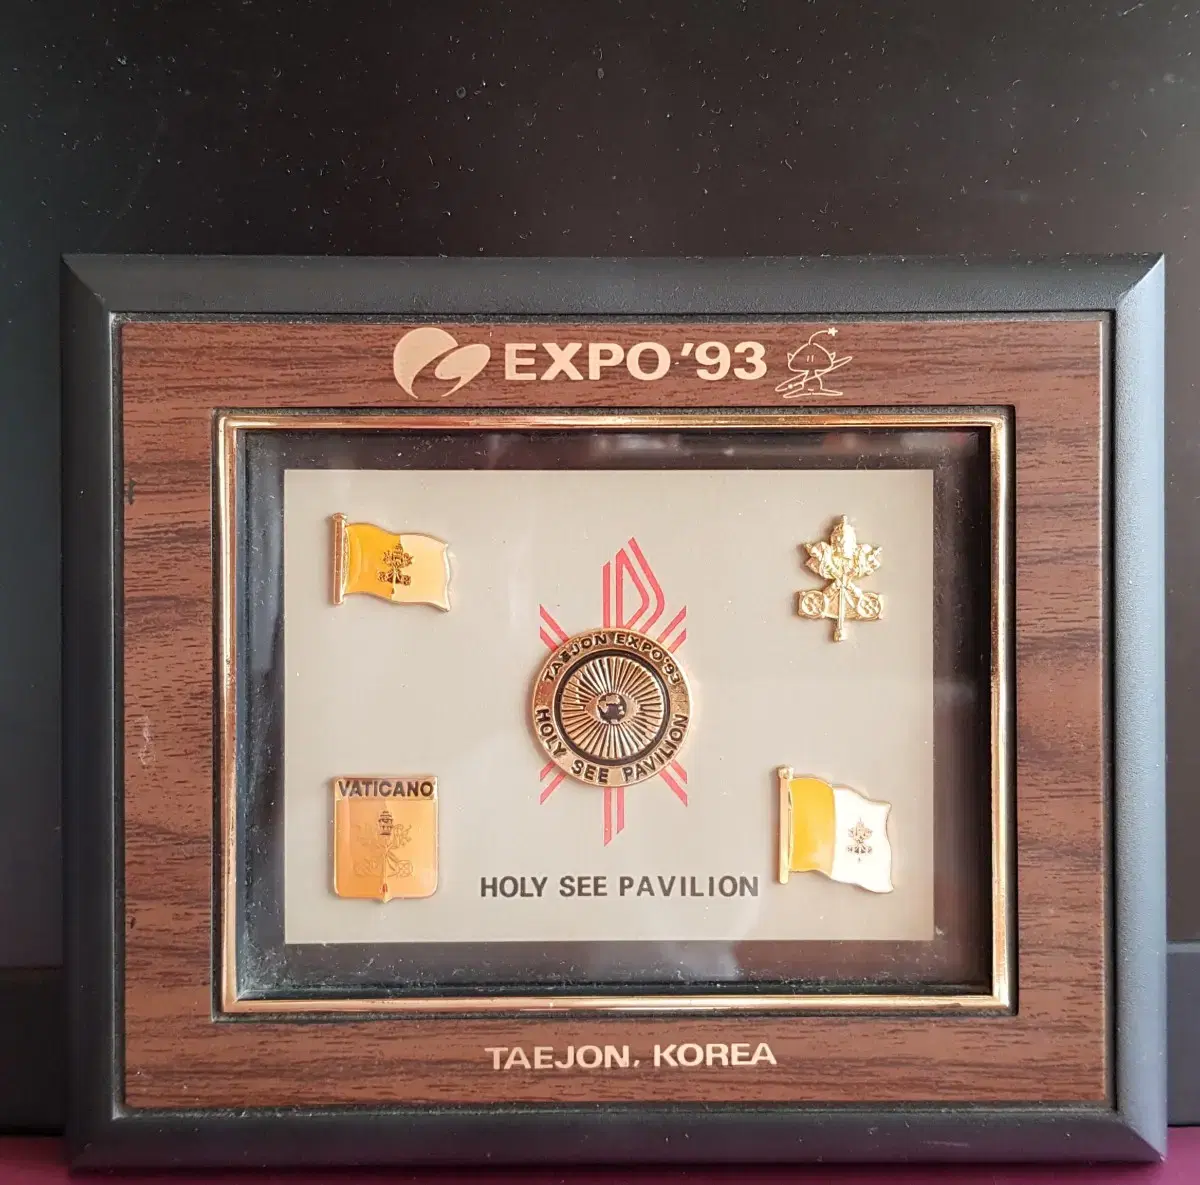 EXPO '93
TAEJON EXPO '93
HOLY SEE PAVILION
VATICANO
HOLY SEE PAVILION
TAEJON, KOREA